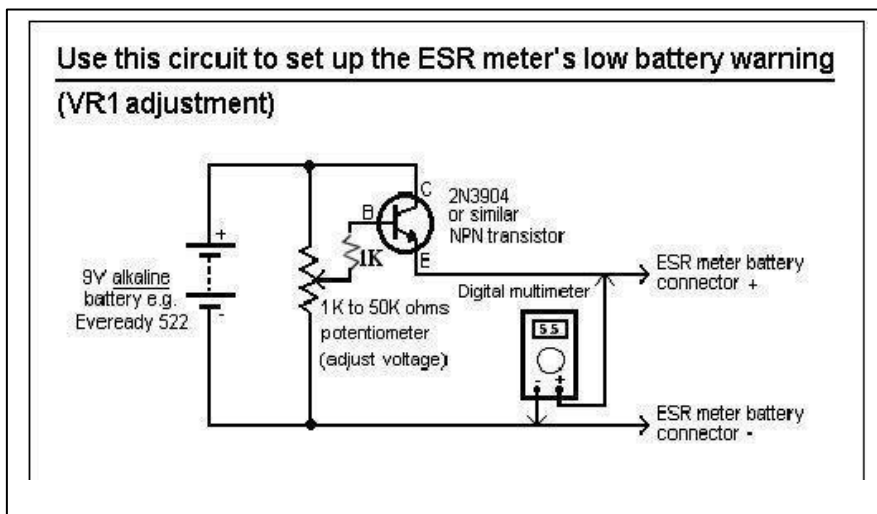 Use this circuit to set up the ESR meter's low battery warning
(VR1 adjustment)
C
2N3904
or similar
NPN transistor
B
1K
E
+
-
9V alkaline
battery e.g.
Eveready 522
1K to 50K ohms
potentiometer
(adjust voltage)
Digital multimeter
55
- +
ESR meter battery
connector +
ESR meter battery
connector -